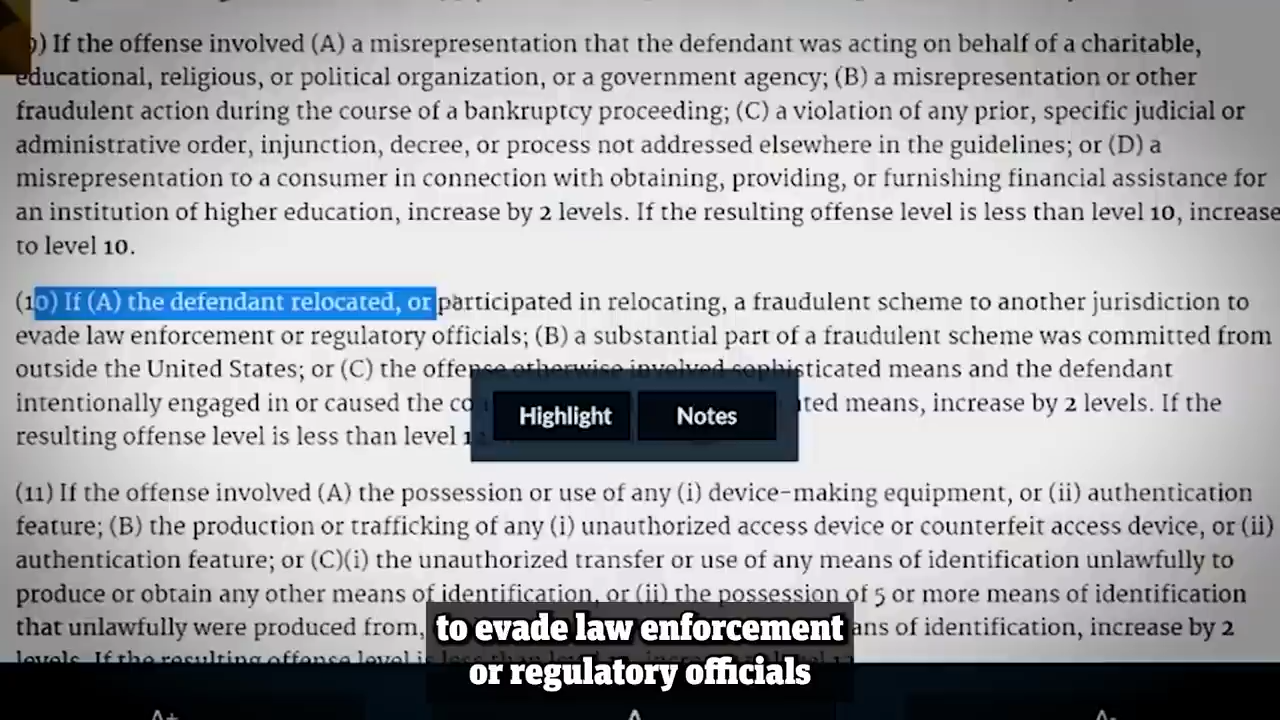 ) If the offense involved (A) a misrepresentation that the defendant was acting on behalf of a charitable,
educational, religious, or political organization, or a government agency; (B) a misrepresentation or other
fraudulent action during the course of a bankruptcy proceeding; (C) a violation of any prior, specific judicial or
administrative order, injunction, decree, or process not addressed elsewhere in the guidelines; or (D) a
misrepresentation to a consumer in connection with obtaining, providing, or furnishing financial assistance for
an institution of higher education, increase by 2 levels. If the resulting offense level is less than level 10, increase
to level 10.
(10) If (A) the defendant relocated, or participated in relocating, a fraudulent scheme to another jurisdiction to
evade law enforcement or regulatory officials; (B) a substantial part of a fraudulent scheme was committed from
outside the United States; or (C) the offense otherwise involved sophisticated means and the defendant
intentionally engaged in or caused the means, increase by 2 levels. If the
resulting offense level is less than level
Highlight Notes
(11) If the offense involved (A) the possession or use of any (i) device-making equipment, or (ii) authentication
feature; (B) the production or trafficking of any (i) unauthorized access device or counterfeit access device, or (ii)
authentication feature; or (C)(i) the unauthorized transfer or use of any means of identification unlawfully to
produce or obtain any other means of identification, or (ii) the possession of 5 or more means of identification
that unlawfully were produced from, of identification, increase by 2
levels. If the resulting offense level is
to evade law enforcement
or regulatory officials
A+ A A-